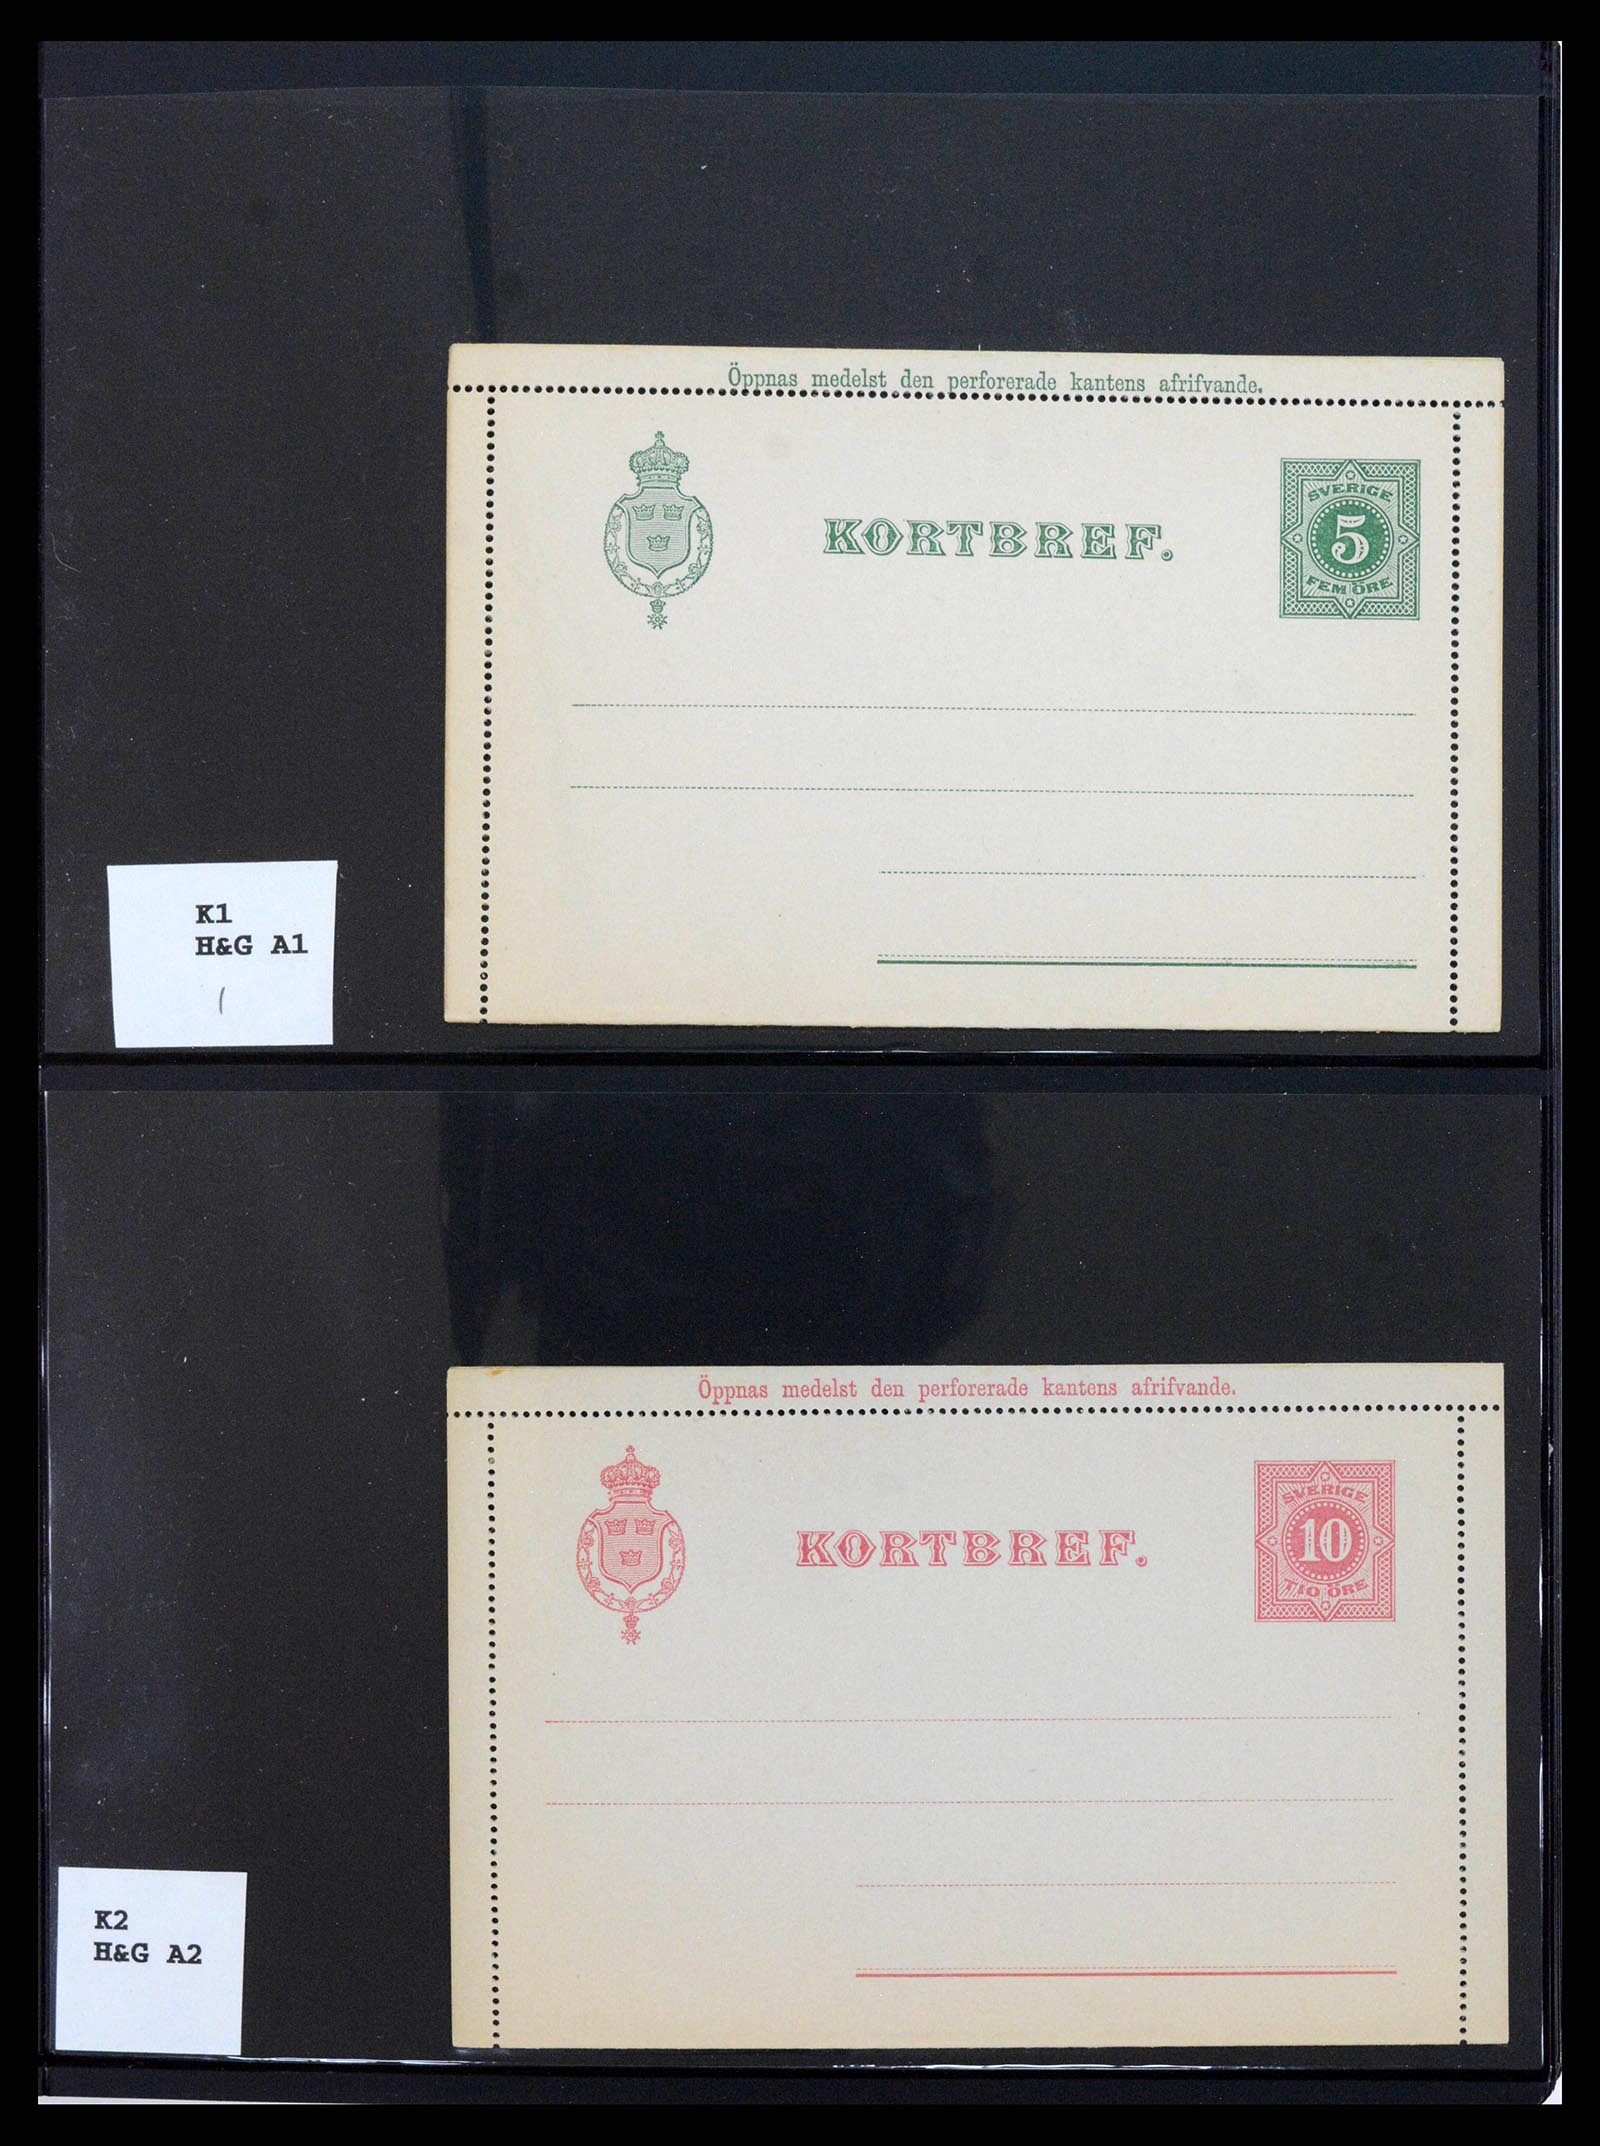 Öppnas medelst den perforerade kantens afrifvande.
KORTBREF.
SVERIGE
5
FEM ÖRE
K1
H&G A1
Öppnas medelst den perforerade kantens afrifvande.
KORTBREF.
SVERIGE
10
TIO ÖRE
K2
H&G A2